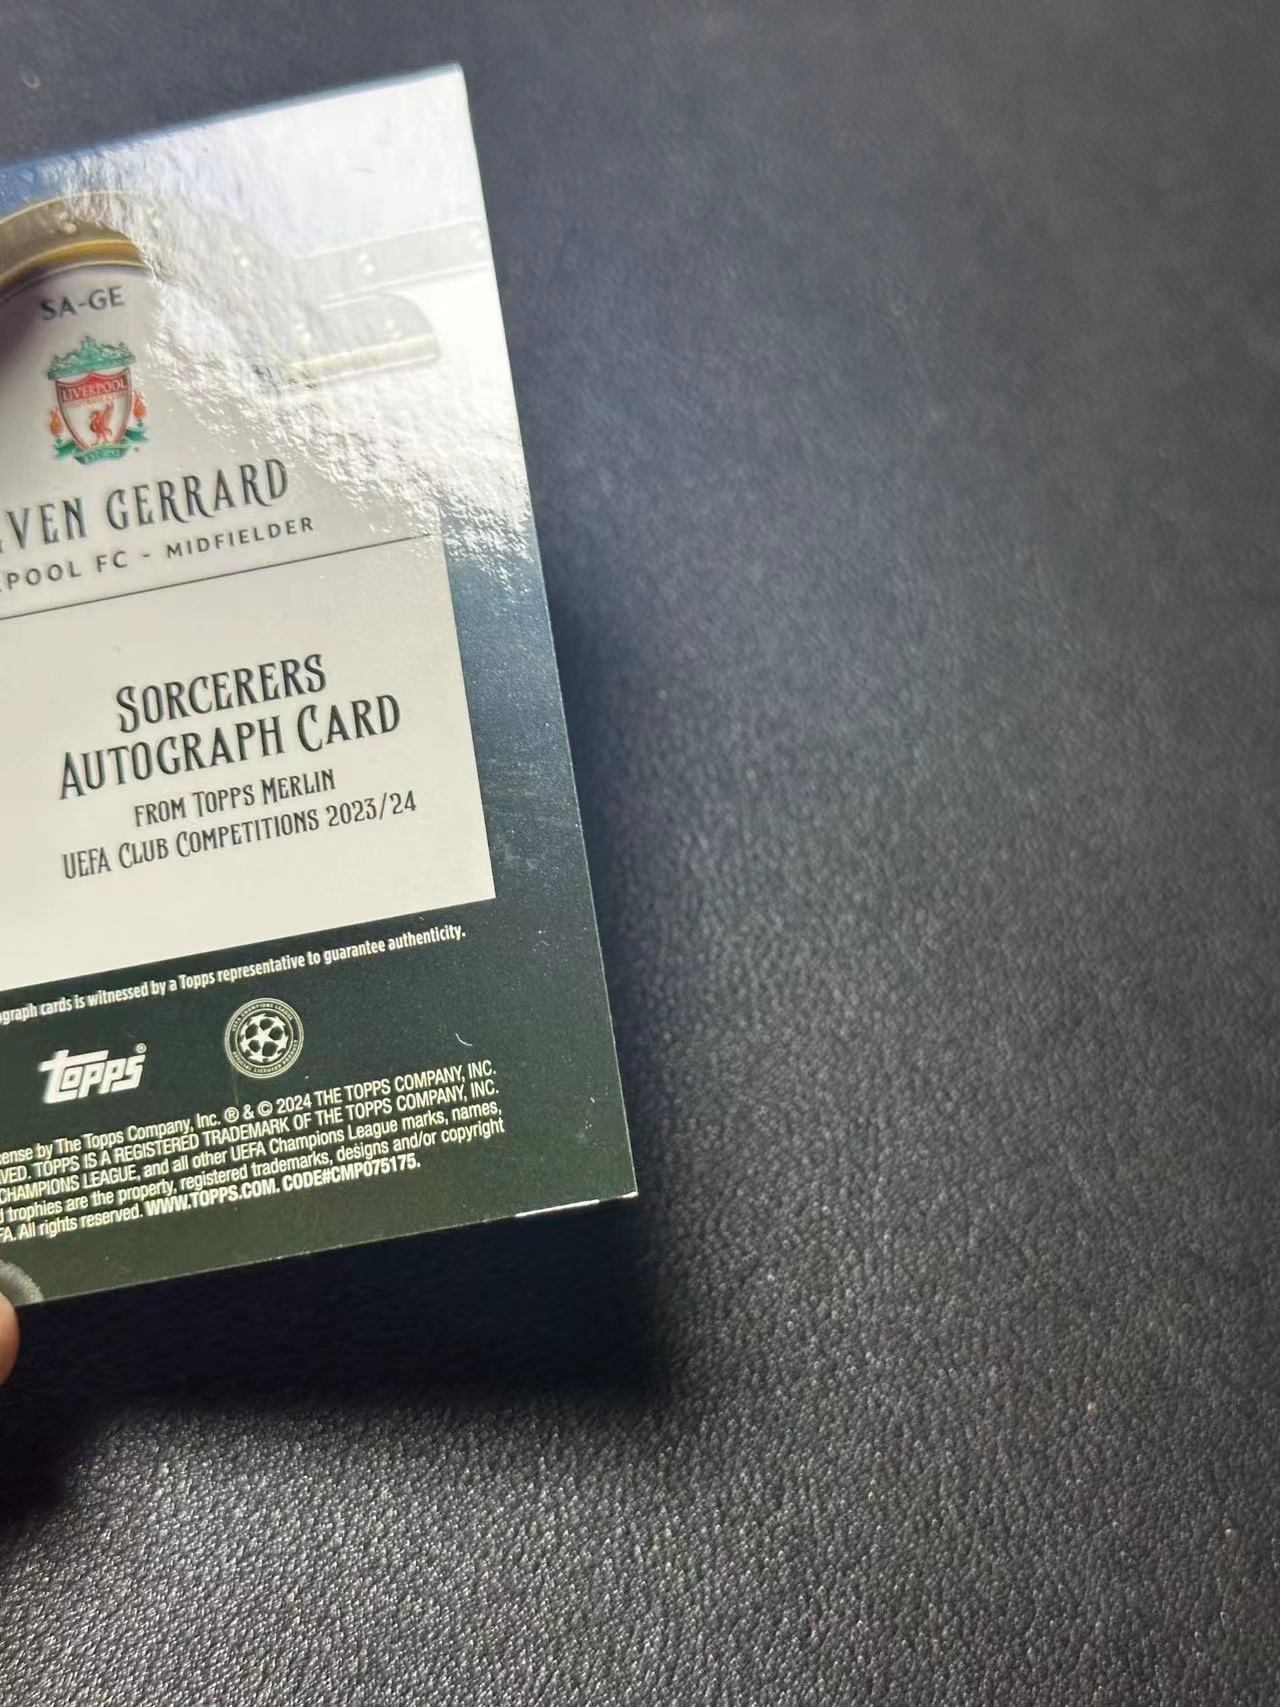 SA-GE
LIVERPOOL
EST·1892
VEN GERRARD
POOL FC - MIDFIELDER
SORCERERS
AUTOGRAPH CARD
FROM TOPPS MERLIN
UEFA CLUB COMPETITIONS 2023/24
graph cards is witnessed by a Topps representative to guarantee authenticity.
topps®
cense by The Topps Company, Inc. ® & © 2024 THE TOPPS COMPANY, INC.
VED. TOPPS IS A REGISTERED TRADEMARK OF THE TOPPS COMPANY, INC.
CHAMPIONS LEAGUE, and all other UEFA Champions League marks, names,
d trophies are the property, registered trademarks, designs and/or copyright
FA. All rights reserved. WWW.TOPPS.COM. CODE#CMP075175.